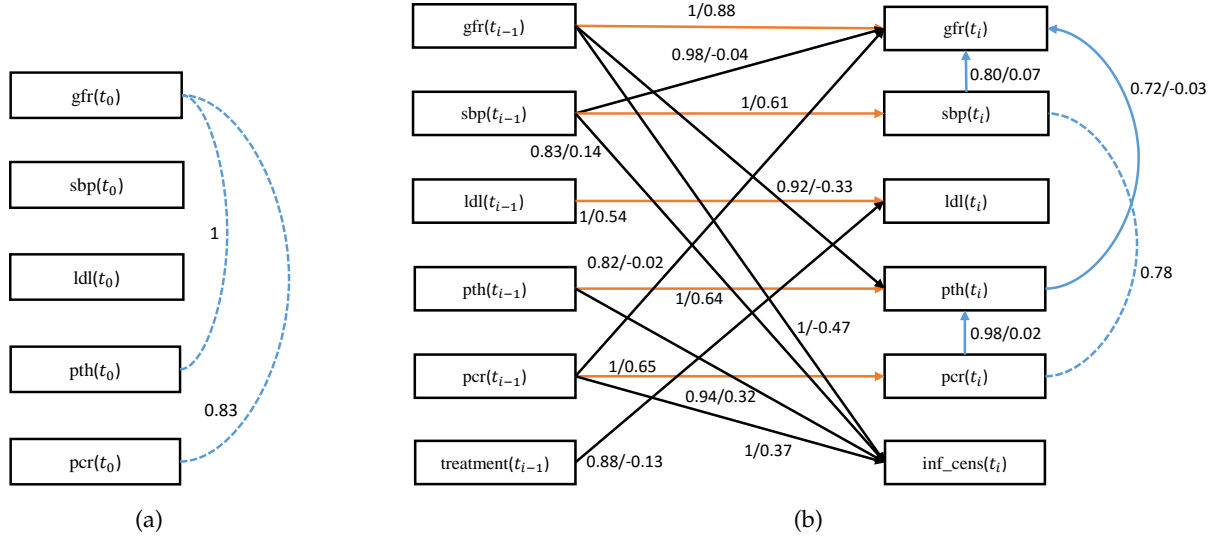 gfr(t₀)
sbp(t₀)
ldl(t₀)
pth(t₀)
pcr(t₀)
1
0.83
(a)
gfr(tᵢ₋₁)
sbp(tᵢ₋₁)
ldl(tᵢ₋₁)
pth(tᵢ₋₁)
pcr(tᵢ₋₁)
treatment(tᵢ₋₁)
1/0.88
0.98/-0.04
1/0.61
0.83/0.14
0.92/-0.33
1/0.54
0.82/-0.02
1/0.64
1/-0.47
1/0.65
0.94/0.32
1/0.37
0.88/-0.13
gfr(tᵢ)
0.80/0.07
sbp(tᵢ)
ldl(tᵢ)
pth(tᵢ)
0.98/0.02
pcr(tᵢ)
inf_cens(tᵢ)
0.72/-0.03
0.78
(b)